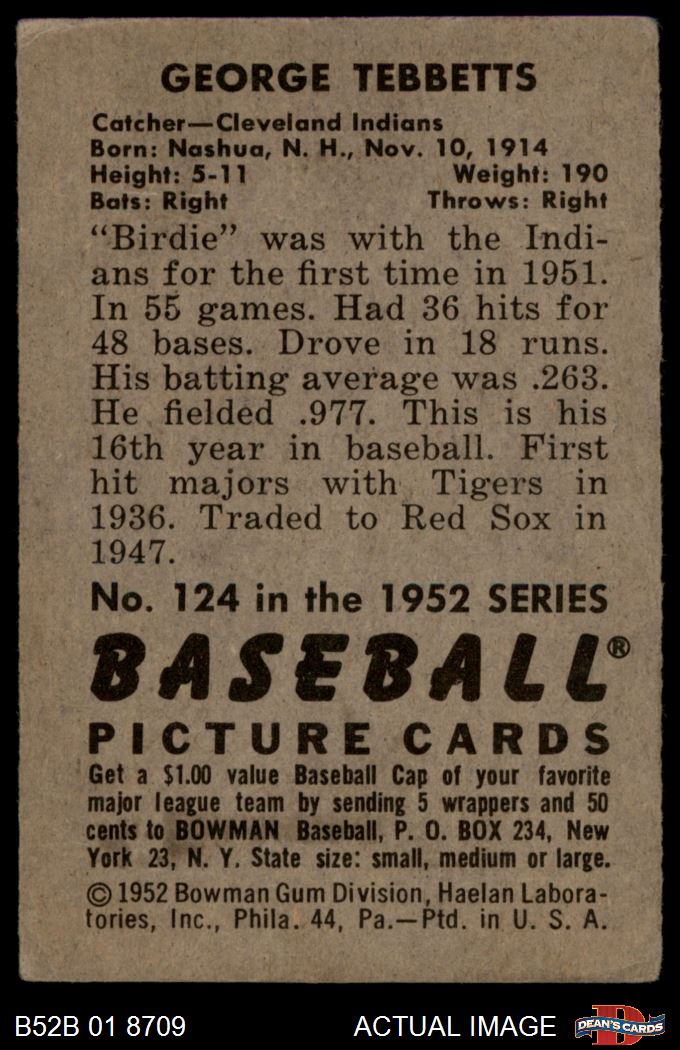 GEORGE TEBBETTS
Catcher—Cleveland Indians
Born: Nashua, N. H., Nov. 10, 1914
Height: 5-11 Weight: 190
Bats: Right Throws: Right
“Birdie” was with the Indi-
ans for the first time in 1951.
In 55 games. Had 36 hits for
48 bases. Drove in 18 runs.
His batting average was .263.
He fielded .977. This is his
16th year in baseball. First
hit majors with Tigers in
1936. Traded to Red Sox in
1947.
No. 124 in the 1952 SERIES
BASEBALL®
PICTURE CARDS
Get a $1.00 value Baseball Cap of your favorite
major league team by sending 5 wrappers and 50
cents to BOWMAN Baseball, P. O. BOX 234, New
York 23, N. Y. State size: small, medium or large.
© 1952 Bowman Gum Division, Haelan Labora-
tories, Inc., Phila. 44, Pa.—Ptd. in U. S. A.
B52B 01 8709 ACTUAL IMAGE D DEAN'S CARDS